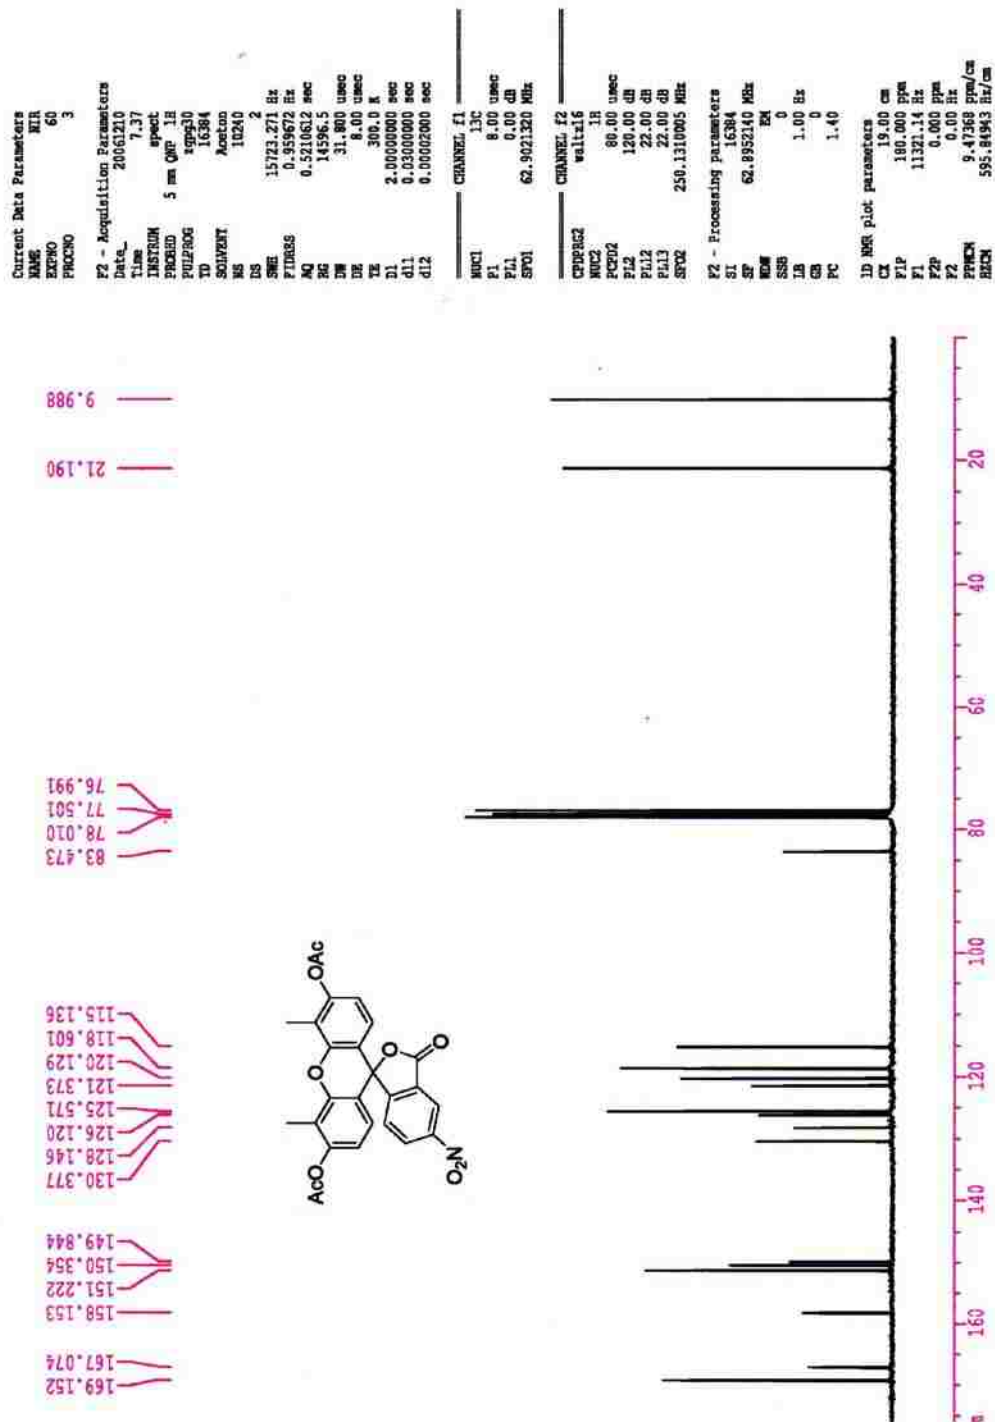 Current Data Parameters
NAME NIR
EXPNO 60
PROCNO 3
F2 - Acquisition Parameters
Date_ 20061210
Time 7.37
INSTRUM spect
PROBHD 5 mm QNP 1H
PULPROG zgpg30
TD 16384
SOLVENT Aceton
NS 10240
DS 2
SWH 15723.271 Hz
FIDRES 0.959672 Hz
AQ 0.5210612 sec
RG 14596.5
DW 31.800 usec
DE 8.00 usec
TE 300.0 K
D1 2.00000000 sec
d11 0.03000000 sec
d12 0.00002000 sec
CHANNEL f1
NUC1 13C
P1 8.00 usec
PL1 0.00 dB
SFO1 62.9021320 MHz
CHANNEL f2
CPDPRG2 waltz16
NUC2 1H
PCPD2 80.00 usec
PL2 120.00 dB
PL12 22.00 dB
PL13 22.00 dB
SFO2 250.1310005 MHz
F2 - Processing parameters
SI 16384
SF 62.8952140 MHz
WDW EM
SSB 0
LB 1.00 Hz
GB 0
PC 1.40
1D NMR plot parameters
CX 19.00 cm
F1P 180.000 ppm
F1 11321.14 Hz
F2P 0.000 ppm
F2 0.00 Hz
PPMCM 9.47368 ppm/cm
HZCM 595.84943 Hz/cm
169.152
167.074
158.153
151.222
150.354
149.844
130.377
128.146
126.120
125.571
121.373
120.129
118.601
115.136
83.473
78.010
77.501
76.991
21.190
9.988
AcO
O
OAc
O
O
O2N
160
140
120
100
80
60
40
20